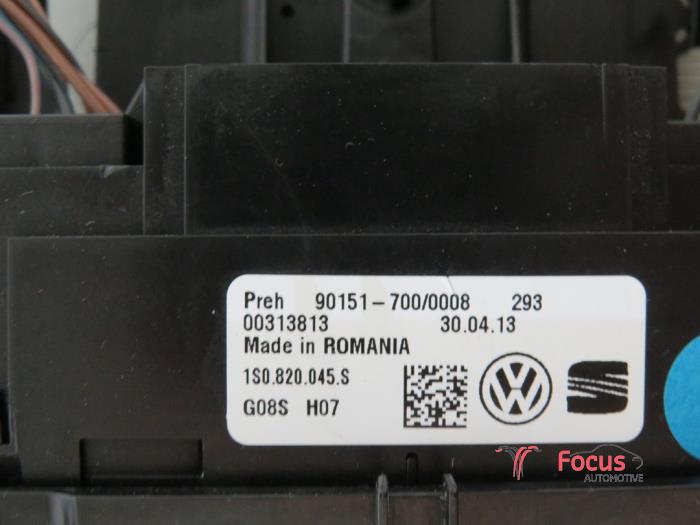 Preh 90151-700/0008 293
00313813 30.04.13
Made in ROMANIA
1S0.820.045.S
G08S H07
Focus
AUTOMOTIVE